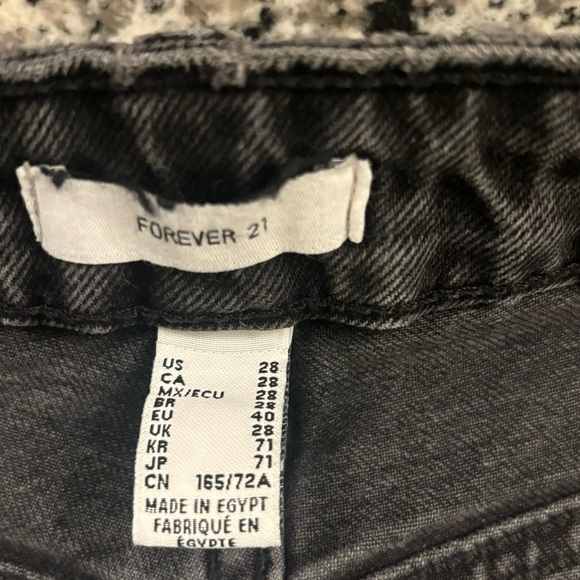 FOREVER 21
US 28
CA 28
MX/ECU 28
BR 28
EU 40
UK 28
KR 71
JP 71
CN 165/72A
MADE IN EGYPT
FABRIQUÉ EN
ÉGYPTE